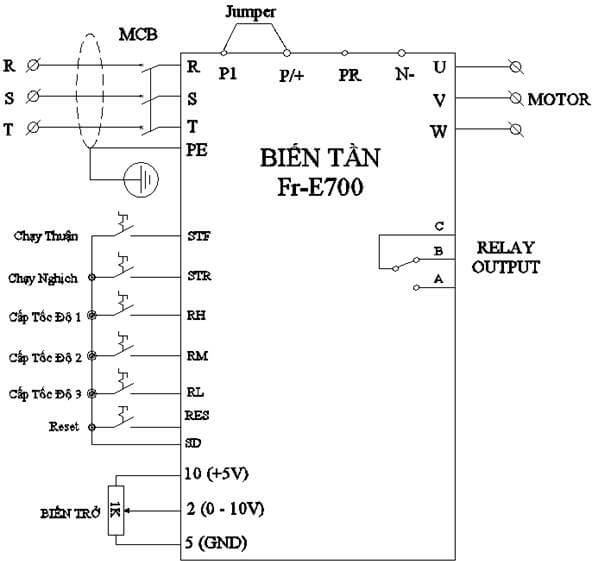 Jumper
MCB
R
S
T
R
S
T
PE
P1
P/+
PR
N-
U
V
W
MOTOR
BIẾN TẦN
Fr-E700
C
B
A
RELAY
OUTPUT
Chạy Thuận
STF
Chạy Nghịch
STR
Cấp Tốc Độ 1
RH
Cấp Tốc Độ 2
RM
Cấp Tốc Độ 3
RL
Reset
RES
SD
10 (+5V)
BIẾN TRỞ
1K
2 (0 - 10V)
5 (GND)